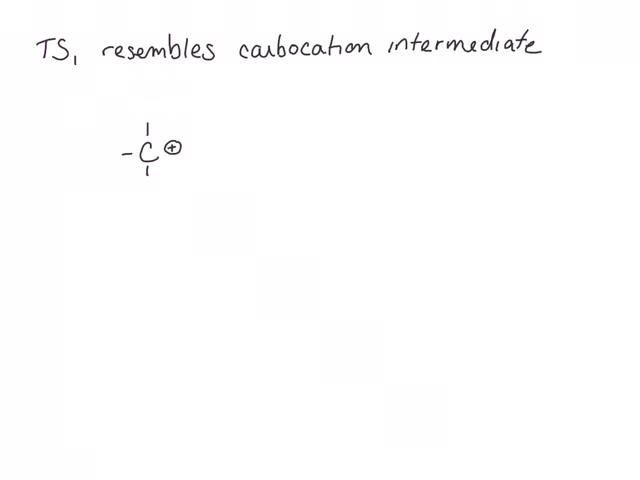 TS₁ resembles carbocation intermediate
C ⊕